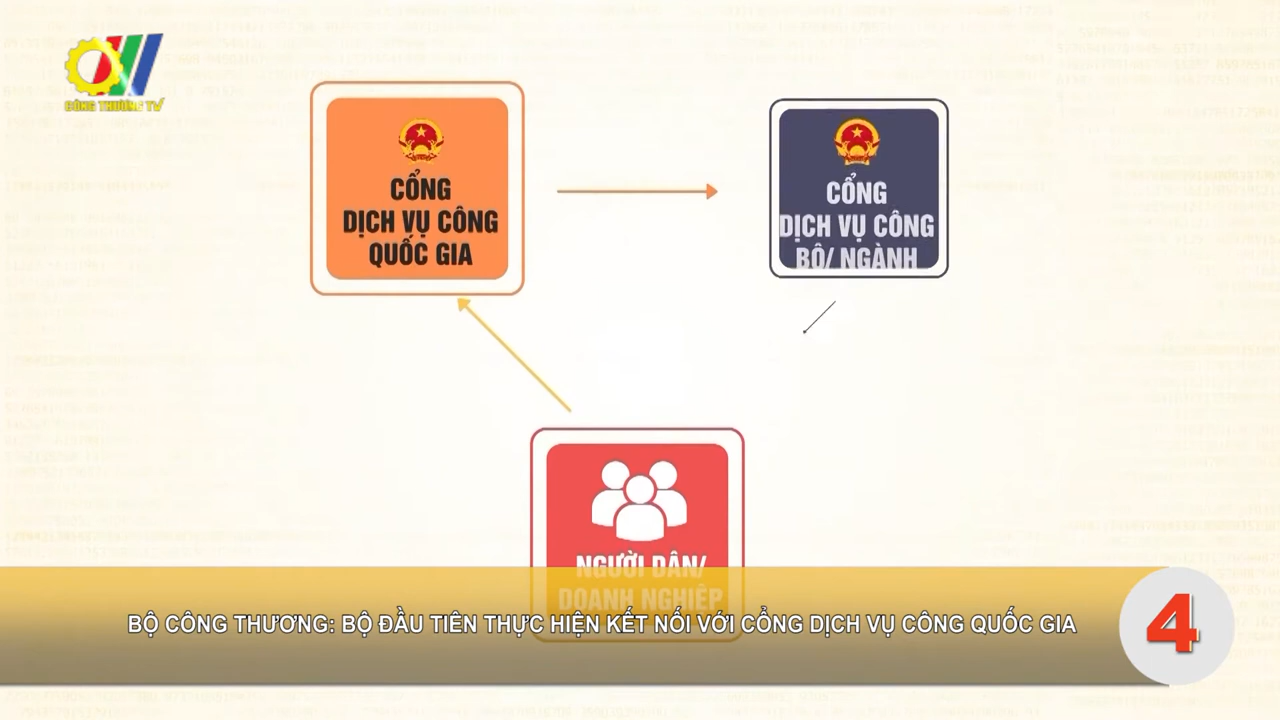 CÔNG THƯƠNG TV
CỔNG
DỊCH VỤ CÔNG
QUỐC GIA
CỔNG
DỊCH VỤ CÔNG
BỘ/ NGÀNH
NGƯỜI DÂN/
DOANH NGHIỆP
BỘ CÔNG THƯƠNG: BỘ ĐẦU TIÊN THỰC HIỆN KẾT NỐI VỚI CỔNG DỊCH VỤ CÔNG QUỐC GIA
4